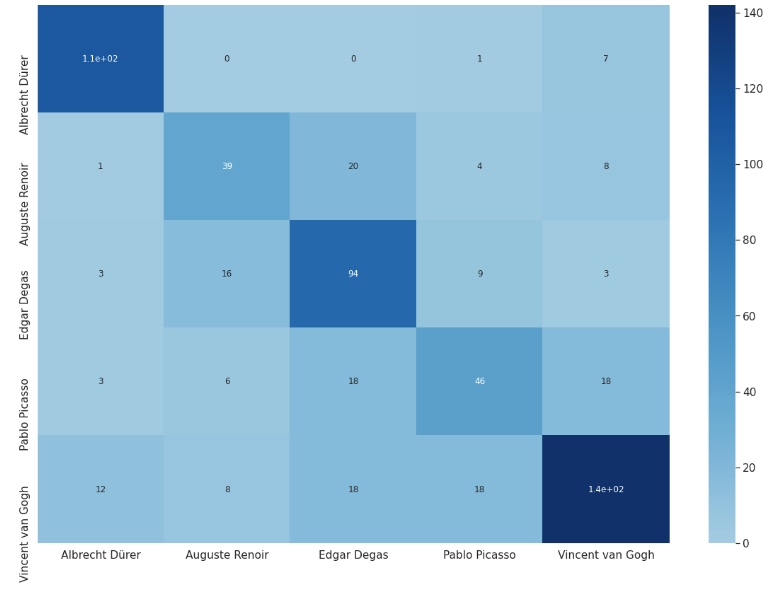 Albrecht Dürer 1.1e+02 0 0 1 7
Auguste Renoir 1 39 20 4 8
Edgar Degas 3 16 94 9 3
Pablo Picasso 3 6 18 46 18
Vincent van Gogh 12 8 18 18 1.4e+02
Albrecht Dürer Auguste Renoir Edgar Degas Pablo Picasso Vincent van Gogh
140
120
100
80
60
40
20
0